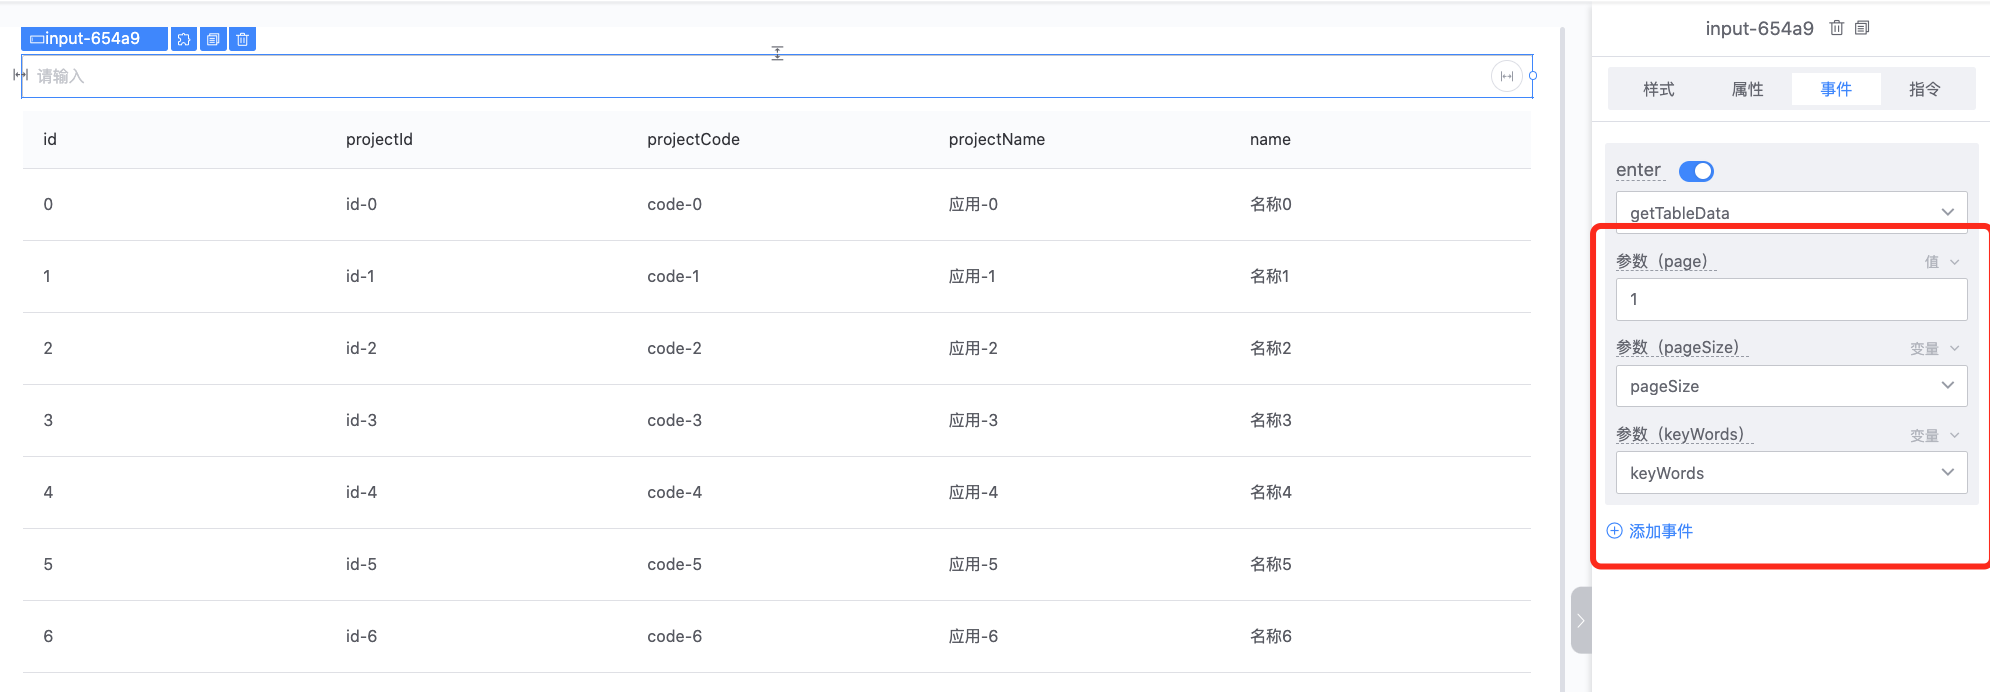 input-654a9
请输入
id projectId projectCode projectName name
0 id-0 code-0 应用-0 名称0
1 id-1 code-1 应用-1 名称1
2 id-2 code-2 应用-2 名称2
3 id-3 code-3 应用-3 名称3
4 id-4 code-4 应用-4 名称4
5 id-5 code-5 应用-5 名称5
6 id-6 code-6 应用-6 名称6
input-654a9
样式 属性 事件 指令
enter
getTableData
参数（page） 值
1
参数（pageSize） 变量
pageSize
参数（keyWords） 变量
keyWords
添加事件